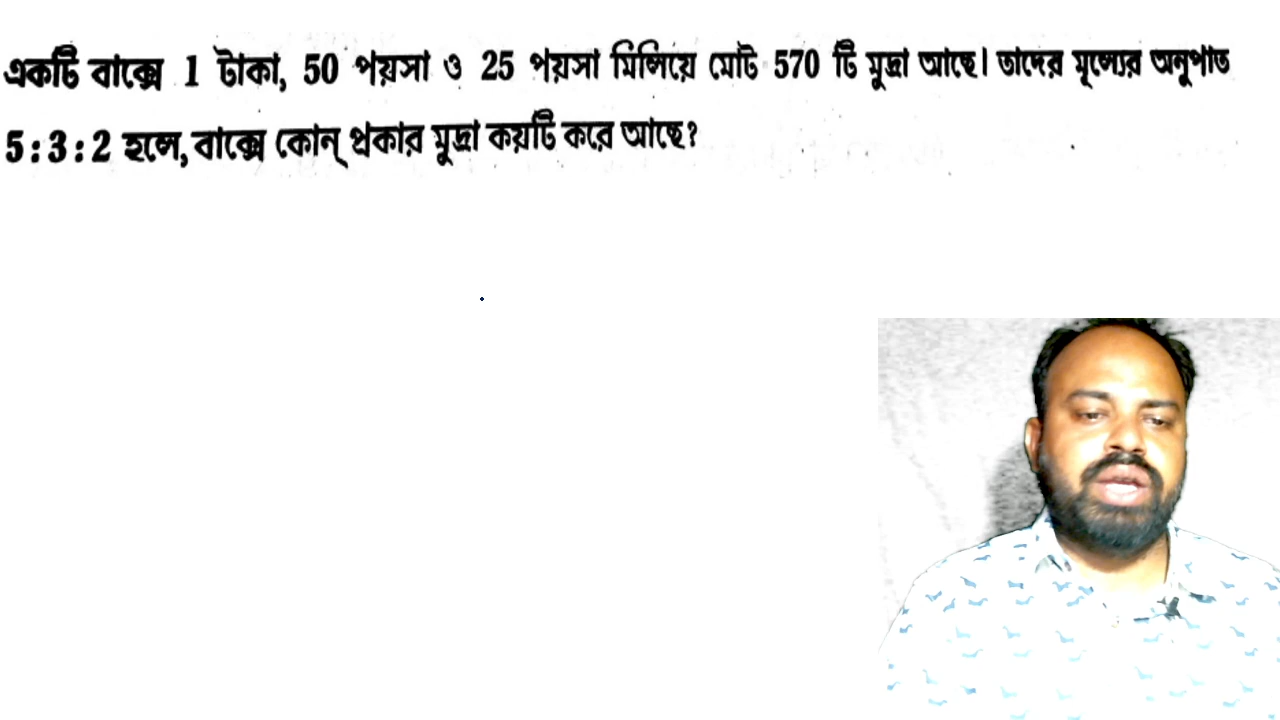 একটি বাক্সে 1 টাকা, 50 পয়সা ও 25 পয়সা মিলিয়ে মোট 570 টি মুদ্রা আছে। তাদের মূল্যের অনুপাত
5 : 3 : 2 হলে, বাক্সে কোন্ প্রকার মুদ্রা কয়টি করে আছে?